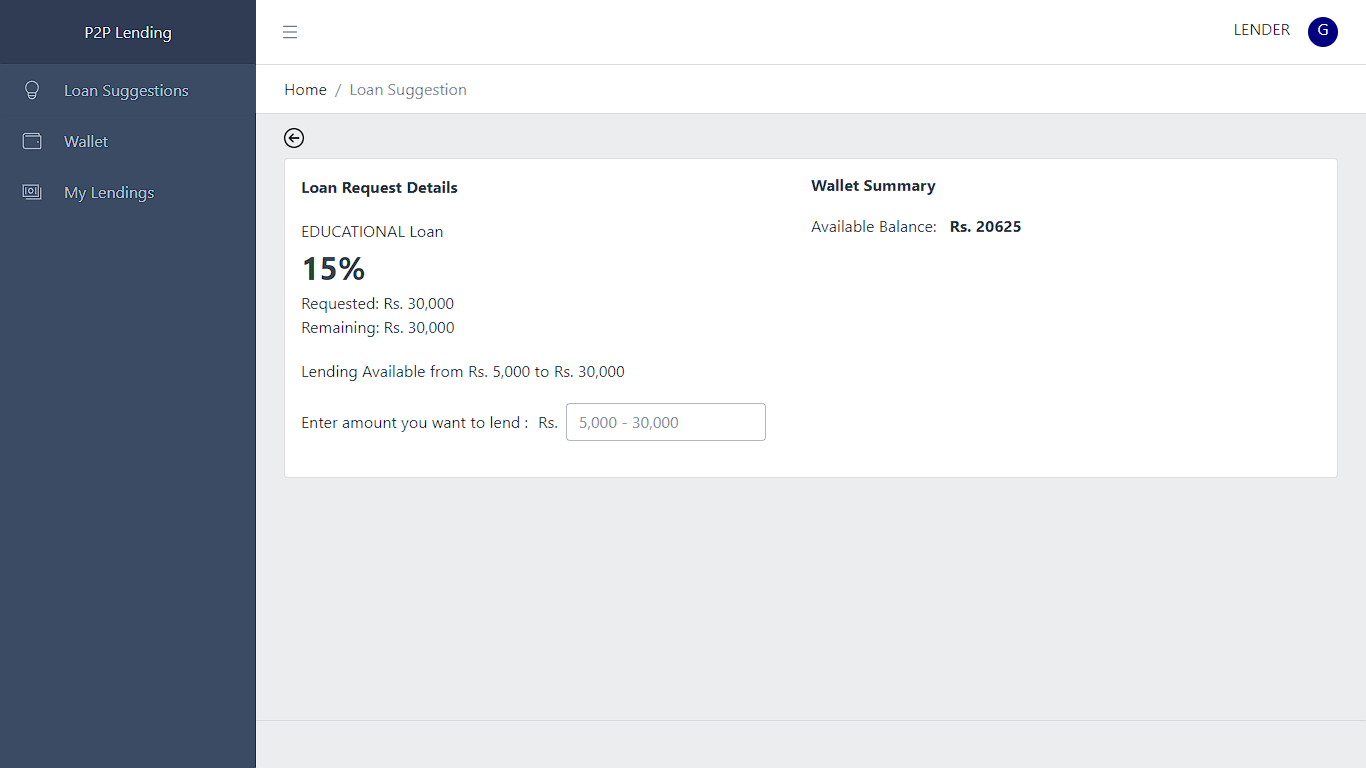 P2P Lending
Loan Suggestions
Wallet
My Lendings
LENDER G
Home / Loan Suggestion
Loan Request Details
EDUCATIONAL Loan
15%
Requested: Rs. 30,000
Remaining: Rs. 30,000
Lending Available from Rs. 5,000 to Rs. 30,000
Enter amount you want to lend : Rs. 5,000 - 30,000
Wallet Summary
Available Balance: Rs. 20625